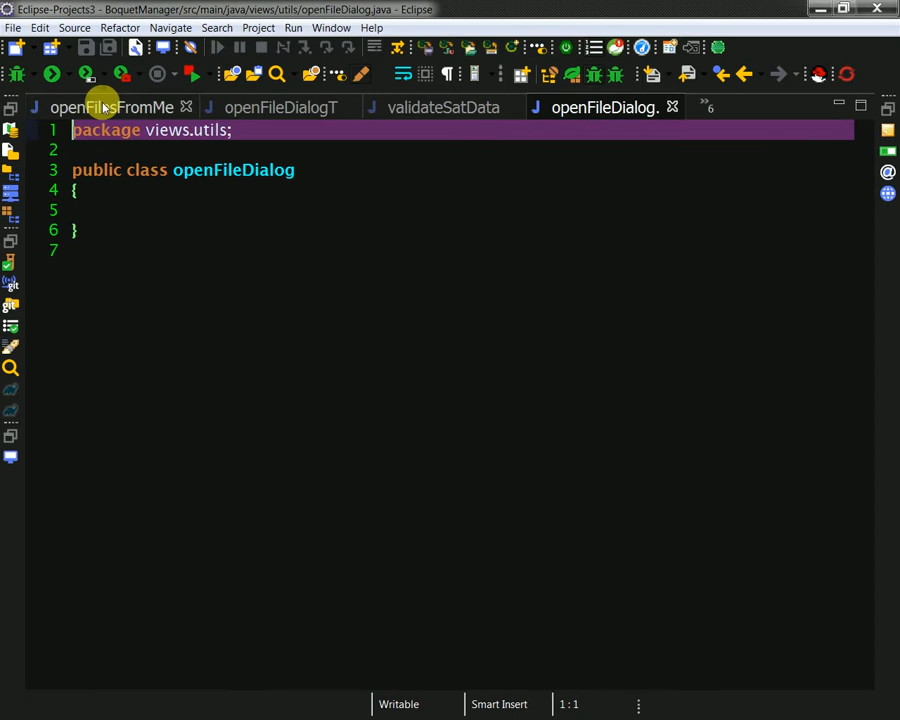 Eclipse-Projects3 - BoquetManager/src/main/java/views/utils/openFileDialog.java - Eclipse
File Edit Source Refactor Navigate Search Project Run Window Help
openFilesFromMe openFileDialogT validateSatData openFileDialog. »6
1 package views.utils;
2
3 public class openFileDialog
4 {
5
6 }
7
Writable Smart Insert 1:1